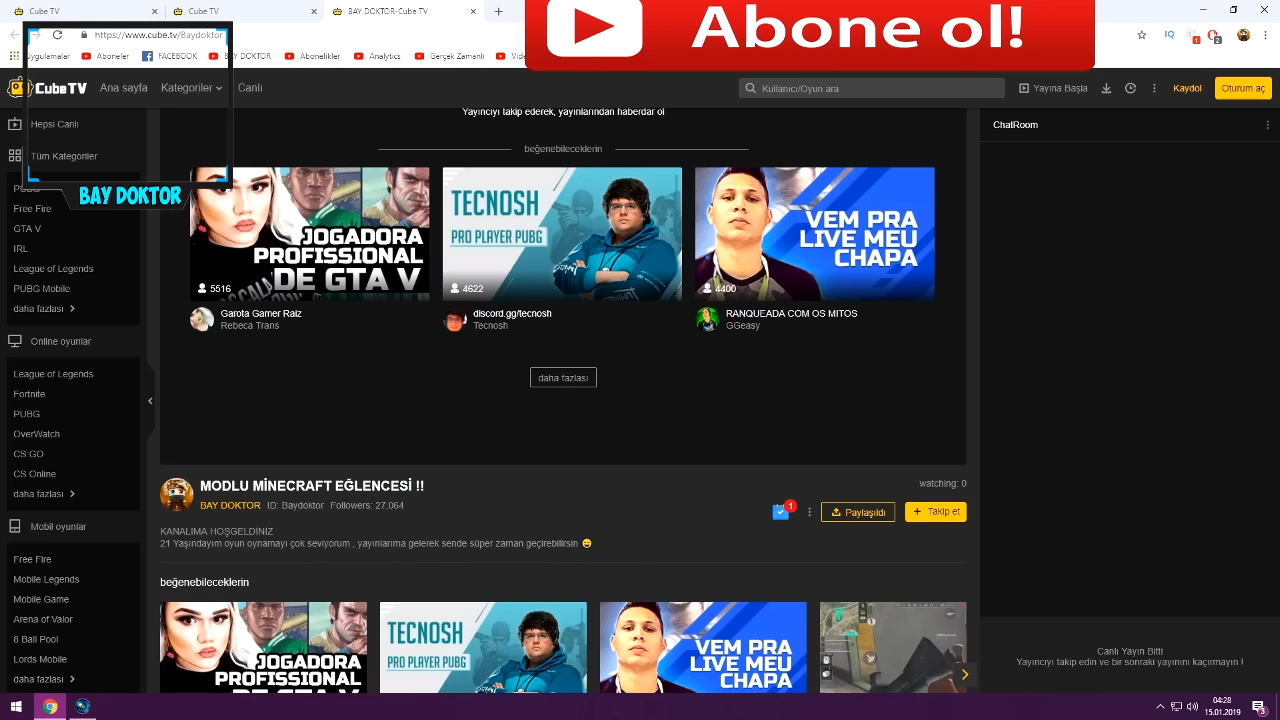 Cube TV
Cube TV
BAY DOKTOR-Cube TV
Abone ol!
https://www.cube.tv/Baydoktor
IQ
1
2
Uygulamalar
Aboneler
FACEBOOK
BAY DOKTOR
Abonelikler
Analytics
Gerçek Zamanlı
CubeTV
Ana sayfa
Kategoriler
Canlı
Kullanıcı/Oyun ara
Yayına Başla
Kaydol
Oturum aç
Hepsi Canlı
Tüm Kategoriler
BAY DOKTOR
Free Fire
GTA V
IRL
League of Legends
PUBG Mobile
daha fazlası
Online oyunlar
League of Legends
Fortnite
PUBG
OverWatch
CS:GO
CS Online
daha fazlası
Mobil oyunlar
Free Fire
Mobile Legends
Mobile Game
Arena of Valor
8 Ball Pool
Lords Mobile
daha fazlası
Yayıncıyı takip ederek, yayınlarından haberdar ol
beğenebileceklerin
JOGADORA
PROFISSIONAL
DE GTA V
5516
Garota Gamer Raiz
Rebeca Trans
TECNOSH
PRO PLAYER PUBG
4622
discord.gg/tecnosh
Tecnosh
VEM PRA
LIVE MEU
CHAPA
4400
RANQUEADA COM OS MITOS
GGeasy
daha fazlası
MODLU MİNECRAFT EĞLENCESİ !!
watching: 0
BAY DOKTOR ID: Baydoktor Followers: 27,064
1
Paylaşıldı
Takip et
KANALIMA HOŞGELDINIZ
21 Yaşındayım oyun oynamayı çok seviyorum , yayınlarıma gelerek sende süper zaman geçirebilirsin 😄
beğenebileceklerin
JOGADORA
PROFISSIONAL
DE GTA V
TECNOSH
PRO PLAYER PUBG
VEM PRA
LIVE MEU
CHAPA
ChatRoom
Canlı Yayın Bitti
Yayıncıyı takip edin ve bir sonraki yayınını kaçırmayın !
04:28
15.01.2019
2